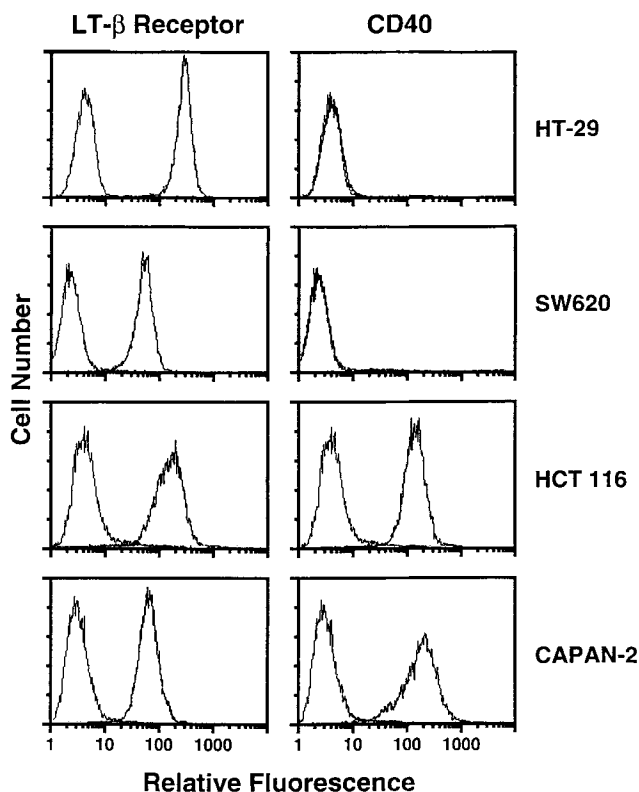 LT-β Receptor
CD40
HT-29
SW620
HCT 116
CAPAN-2
Cell Number
1 10 100 1000
1 10 100 1000
Relative Fluorescence